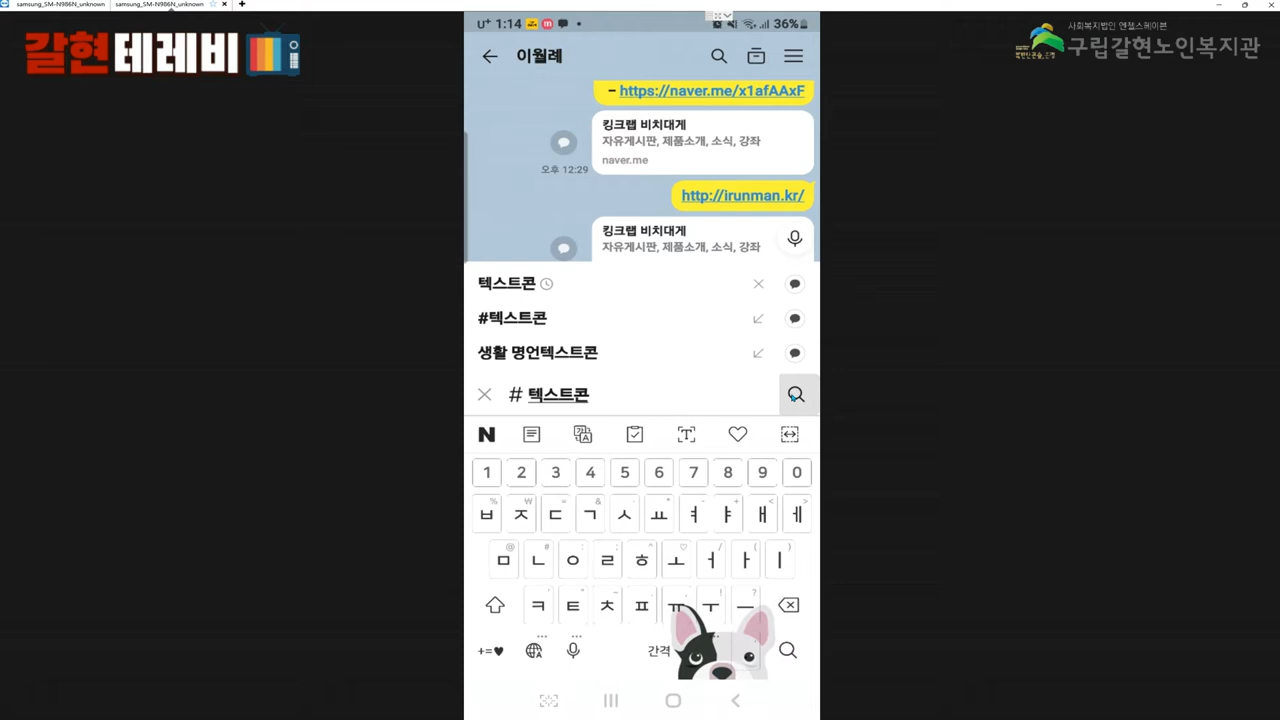 samsung_SM-N986N_unknown
samsung_SM-N986N_unknown
갈현테레비
사회복지법인 엔젤스헤이븐
구립갈현노인복지관
U+ 1:14
36%
이월례
– https://naver.me/x1afAAxF
킹크랩 비치대게
자유게시판, 제품소개, 소식, 강좌
naver.me
오후 12:29
http://irunman.kr/
킹크랩 비치대게
자유게시판, 제품소개, 소식, 강좌
텍스트콘
#텍스트콘
생활 명언텍스트콘
# 텍스트콘
N
1 2 3 4 5 6 7 8 9 0
ㅂ ㅈ ㄷ ㄱ ㅅ ㅛ ㅕ ㅑ ㅐ ㅔ
ㅁ ㄴ ㅇ ㄹ ㅎ ㅗ ㅓ ㅏ ㅣ
ㅋ ㅌ ㅊ ㅍ ㅠ ㅜ ㅡ
+=♥
간격